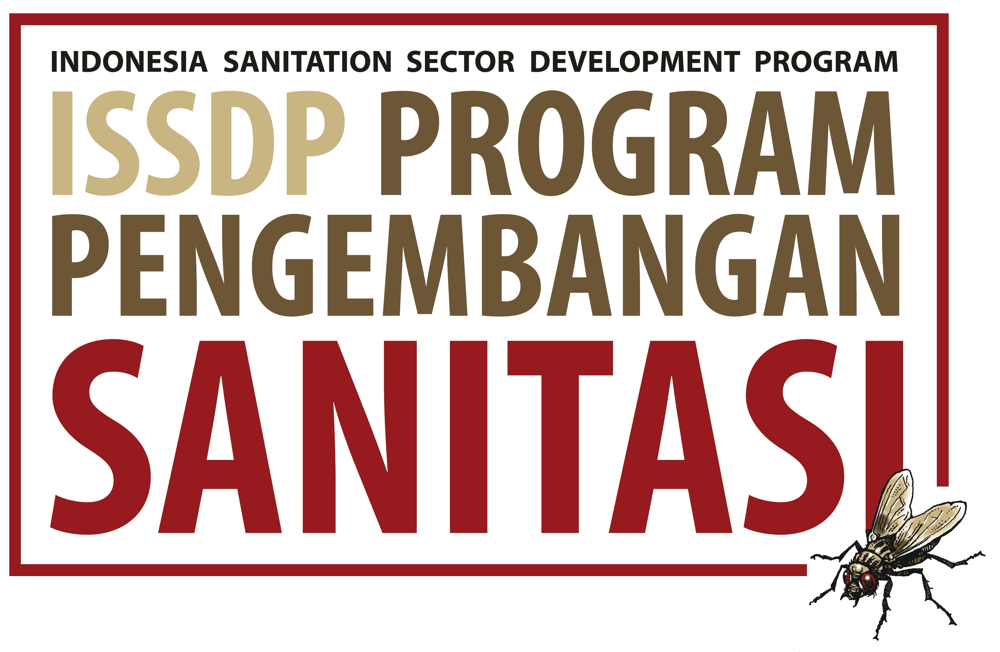 INDONESIA SANITATION SECTOR DEVELOPMENT PROGRAM
ISSDP PROGRAM
PENGEMBANGAN
SANITASI